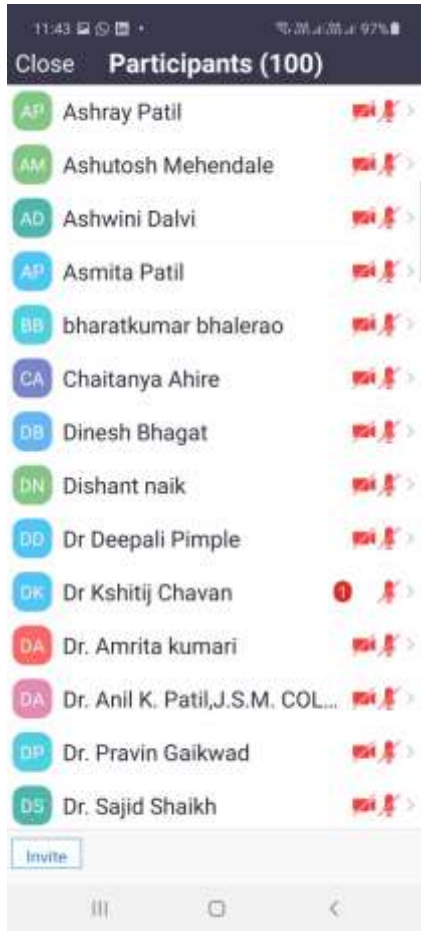 11:43 97%
Close Participants (100)
AP Ashray Patil
AM Ashutosh Mehendale
AD Ashwini Dalvi
AP Asmita Patil
BB bharatkumar bhalerao
CA Chaitanya Ahire
DB Dinesh Bhagat
DN Dishant naik
DD Dr Deepali Pimple
DK Dr Kshitij Chavan 1
DA Dr. Amrita kumari
DA Dr. Anil K. Patil,J.S.M. COL...
DP Dr. Pravin Gaikwad
DS Dr. Sajid Shaikh
Invite